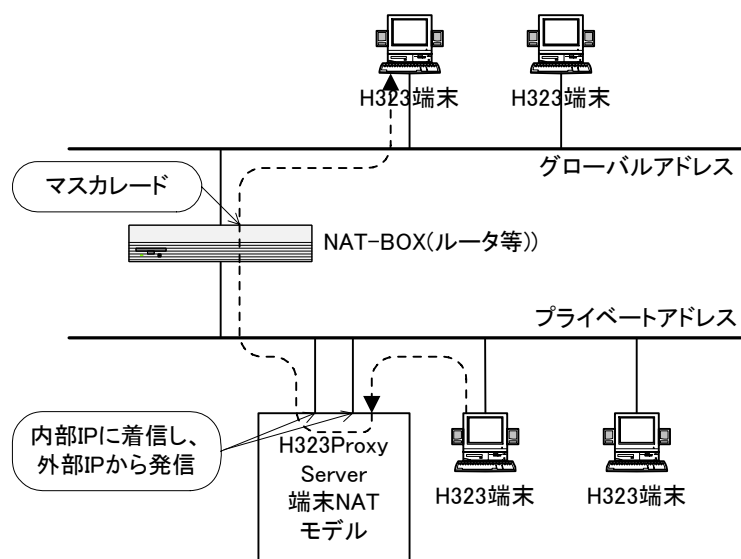 H323端末
H323端末
グローバルアドレス
マスカレード
NAT-BOX(ルータ等))
プライベートアドレス
内部IPに着信し、
外部IPから発信
H323Proxy
Server
端末NAT
モデル
H323端末
H323端末